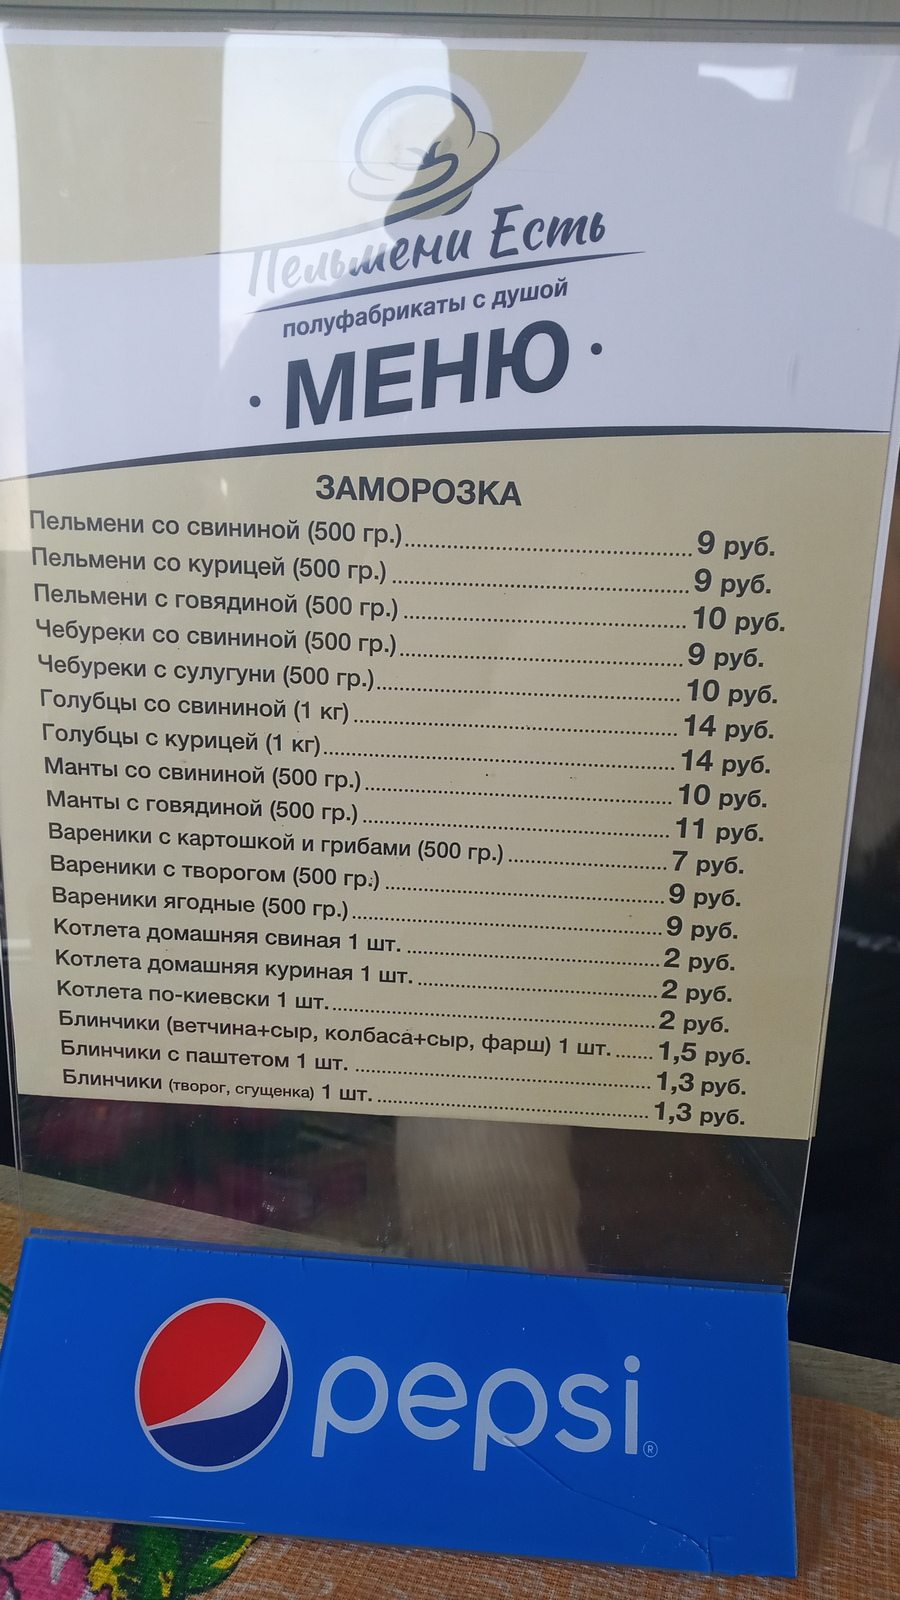 Пельмени Есть
полуфабрикаты с душой
· МЕНЮ ·
ЗАМОРОЗКА
Пельмени со свининой (500 гр.)........................9 руб.
Пельмени со курицей (500 гр.)........................9 руб.
Пельмени с говядиной (500 гр.)........................10 руб.
Чебуреки со свининой (500 гр.)........................9 руб.
Чебуреки с сулугуни (500 гр.)........................10 руб.
Голубцы со свининой (1 кг)........................14 руб.
Голубцы с курицей (1 кг)........................14 руб.
Манты со свининой (500 гр.)........................10 руб.
Манты с говядиной (500 гр.)........................11 руб.
Вареники с картошкой и грибами (500 гр.)........................7 руб.
Вареники с творогом (500 гр.)........................9 руб.
Вареники ягодные (500 гр.)........................9 руб.
Котлета домашняя свиная 1 шт. ........................2 руб.
Котлета домашняя куриная 1 шт. ........................2 руб.
Котлета по-киевски 1 шт. ........................2 руб.
Блинчики (ветчина+сыр, колбаса+сыр, фарш) 1 шт. .......1,5 руб.
Блинчики с паштетом 1 шт. ........................1,3 руб.
Блинчики (творог, сгущенка) 1 шт. ........................1,3 руб.
pepsi®